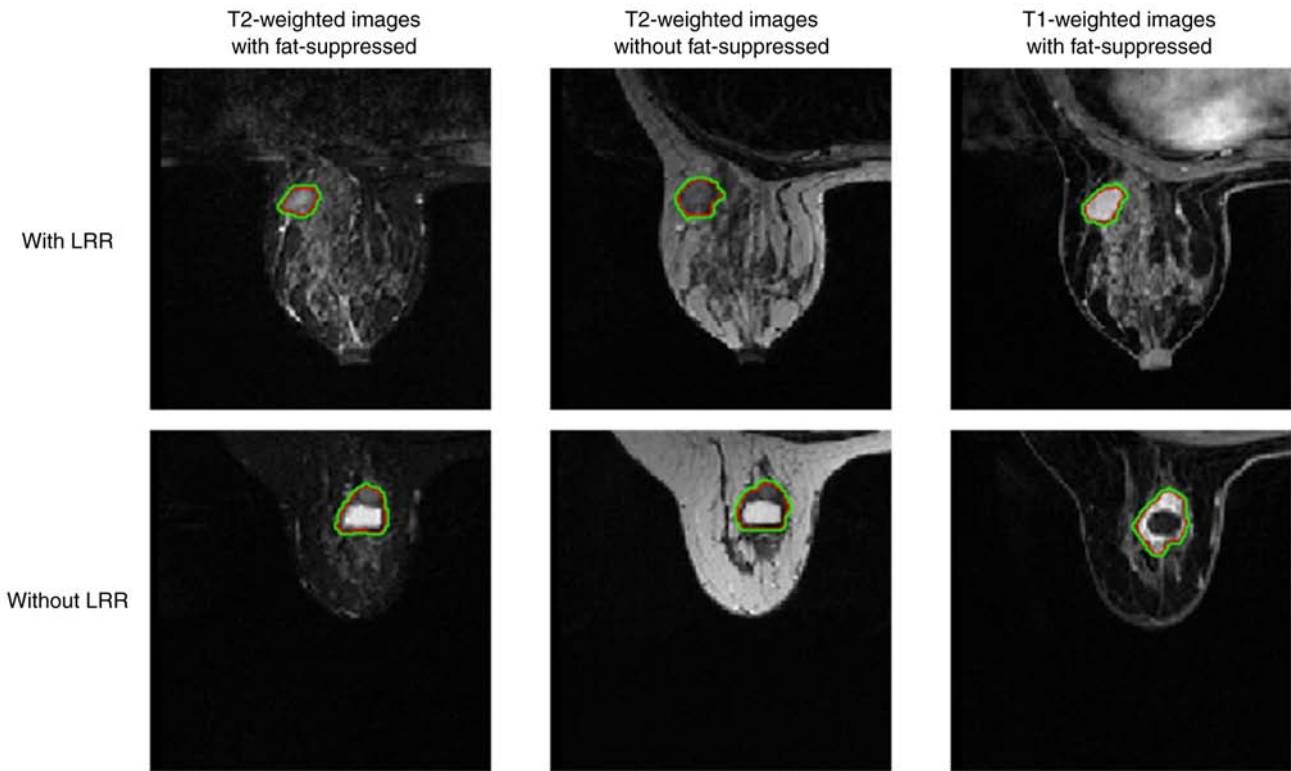 T2-weighted images
with fat-suppressed
T2-weighted images
without fat-suppressed
T1-weighted images
with fat-suppressed
With LRR
Without LRR